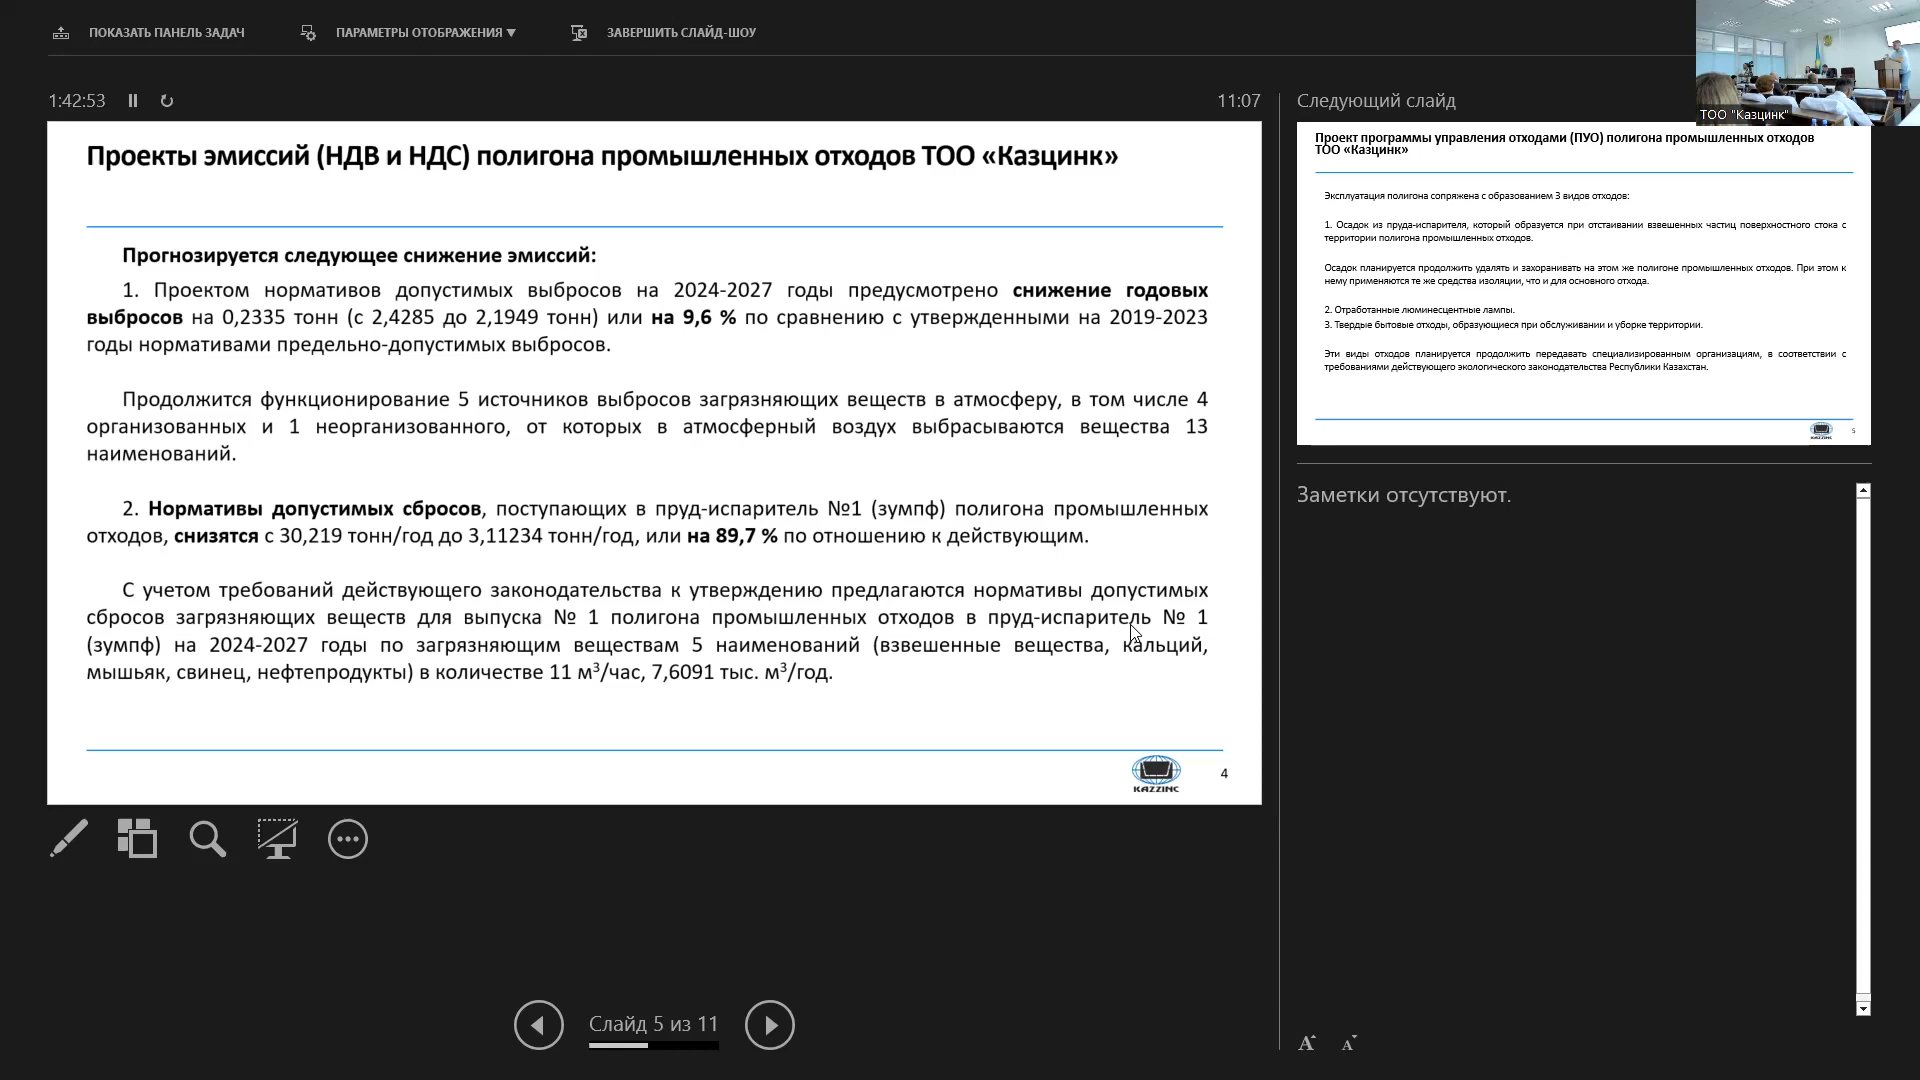 ПОКАЗАТЬ ПАНЕЛЬ ЗАДАЧ
ПАРАМЕТРЫ ОТОБРАЖЕНИЯ ▼
ЗАВЕРШИТЬ СЛАЙД-ШОУ
ТОО "Казцинк"
1:42:53
11:07
Проекты эмиссий (НДВ и НДС) полигона промышленных отходов ТОО «Казцинк»
Прогнозируется следующее снижение эмиссий:
1. Проектом нормативов допустимых выбросов на 2024-2027 годы предусмотрено снижение годовых
выбросов на 0,2335 тонн (с 2,4285 до 2,1949 тонн) или на 9,6 % по сравнению с утвержденными на 2019-2023
годы нормативами предельно-допустимых выбросов.
Продолжится функционирование 5 источников выбросов загрязняющих веществ в атмосферу, в том числе 4
организованных и 1 неорганизованного, от которых в атмосферный воздух выбрасываются вещества 13
наименований.
2. Нормативы допустимых сбросов, поступающих в пруд-испаритель №1 (зумпф) полигона промышленных
отходов, снизятся с 30,219 тонн/год до 3,11234 тонн/год, или на 89,7 % по отношению к действующим.
С учетом требований действующего законодательства к утверждению предлагаются нормативы допустимых
сбросов загрязняющих веществ для выпуска № 1 полигона промышленных отходов в пруд-испаритель № 1
(зумпф) на 2024-2027 годы по загрязняющим веществам 5 наименований (взвешенные вещества, кальций,
мышьяк, свинец, нефтепродукты) в количестве 11 м³/час, 7,6091 тыс. м³/год.
KAZZINC
4
Слайд 5 из 11
Следующий слайд
Проект программы управления отходами (ПУО) полигона промышленных отходов
ТОО «Казцинк»
Эксплуатация полигона сопряжена с образованием 3 видов отходов:
1. Осадок из пруда-испарителя, который образуется при отстаивании взвешенных частиц поверхностного стока с
территории полигона промышленных отходов.
Осадок планируется продолжить удалять и захоранивать на этом же полигоне промышленных отходов. При этом к
нему применяются те же средства изоляции, что и для основного отхода.
2. Отработанные люминесцентные лампы.
3. Твердые бытовые отходы, образующиеся при обслуживании и уборке территории.
Эти виды отходов планируется продолжить передавать специализированным организациям, в соответствии с
требованиями действующего экологического законодательства Республики Казахстан.
KAZZINC
5
Заметки отсутствуют.
A A